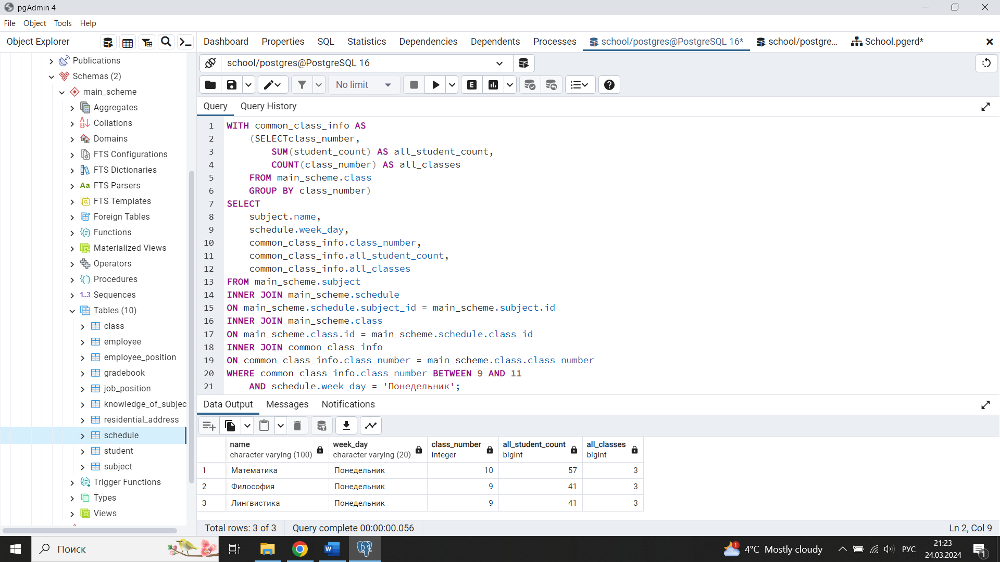 pgAdmin 4
File Object Tools Help
Object Explorer
Dashboard Properties SQL Statistics Dependencies Dependents Processes school/postgres@PostgreSQL 16* school/postgre... School.pgerd*
Publications
Schemas (2)
main_scheme
Aggregates
Collations
Domains
FTS Configurations
FTS Dictionaries
Aa FTS Parsers
FTS Templates
Foreign Tables
Functions
Materialized Views
Operators
Procedures
1..3 Sequences
Tables (10)
class
employee
employee_position
gradebook
job_position
knowledge_of_subjec
residential_address
schedule
student
subject
Trigger Functions
Types
Views
school/postgres@PostgreSQL 16
No limit
E
Query Query History
1 WITH common_class_info AS
2 (SELECTclass_number,
3 SUM(student_count) AS all_student_count,
4 COUNT(class_number) AS all_classes
5 FROM main_scheme.class
6 GROUP BY class_number)
7 SELECT
8 subject.name,
9 schedule.week_day,
10 common_class_info.class_number,
11 common_class_info.all_student_count,
12 common_class_info.all_classes
13 FROM main_scheme.subject
14 INNER JOIN main_scheme.schedule
15 ON main_scheme.schedule.subject_id = main_scheme.subject.id
16 INNER JOIN main_scheme.class
17 ON main_scheme.class.id = main_scheme.schedule.class_id
18 INNER JOIN common_class_info
19 ON common_class_info.class_number = main_scheme.class.class_number
20 WHERE common_class_info.class_number BETWEEN 9 AND 11
21 AND schedule.week_day = 'Понедельник';
Data Output Messages Notifications
name week_day class_number all_student_count all_classes
character varying (100) character varying (20) integer bigint bigint
1 Математика Понедельник 10 57 3
2 Философия Понедельник 9 41 3
3 Лингвистика Понедельник 9 41 3
Total rows: 3 of 3 Query complete 00:00:00.056 Ln 2, Col 9
Поиск
1 4°C Mostly cloudy РУС
21:23
24.03.2024
1